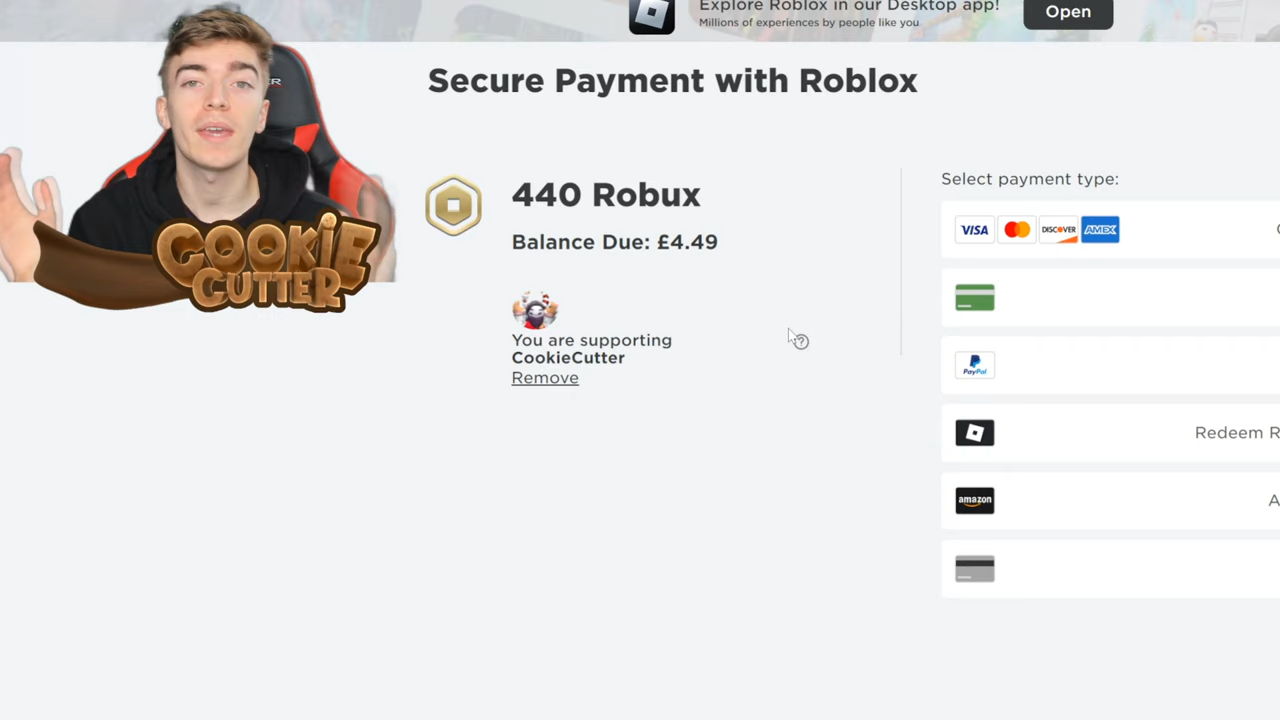 Explore Roblox in our Desktop app!
Millions of experiences by people like you
Open
Secure Payment with Roblox
COOKIE
CUTTER
440 Robux
Balance Due: £4.49
You are supporting
CookieCutter
Remove
?
Select payment type:
VISA DISCOVER AMEX
PayPal
Redeem R
amazon A